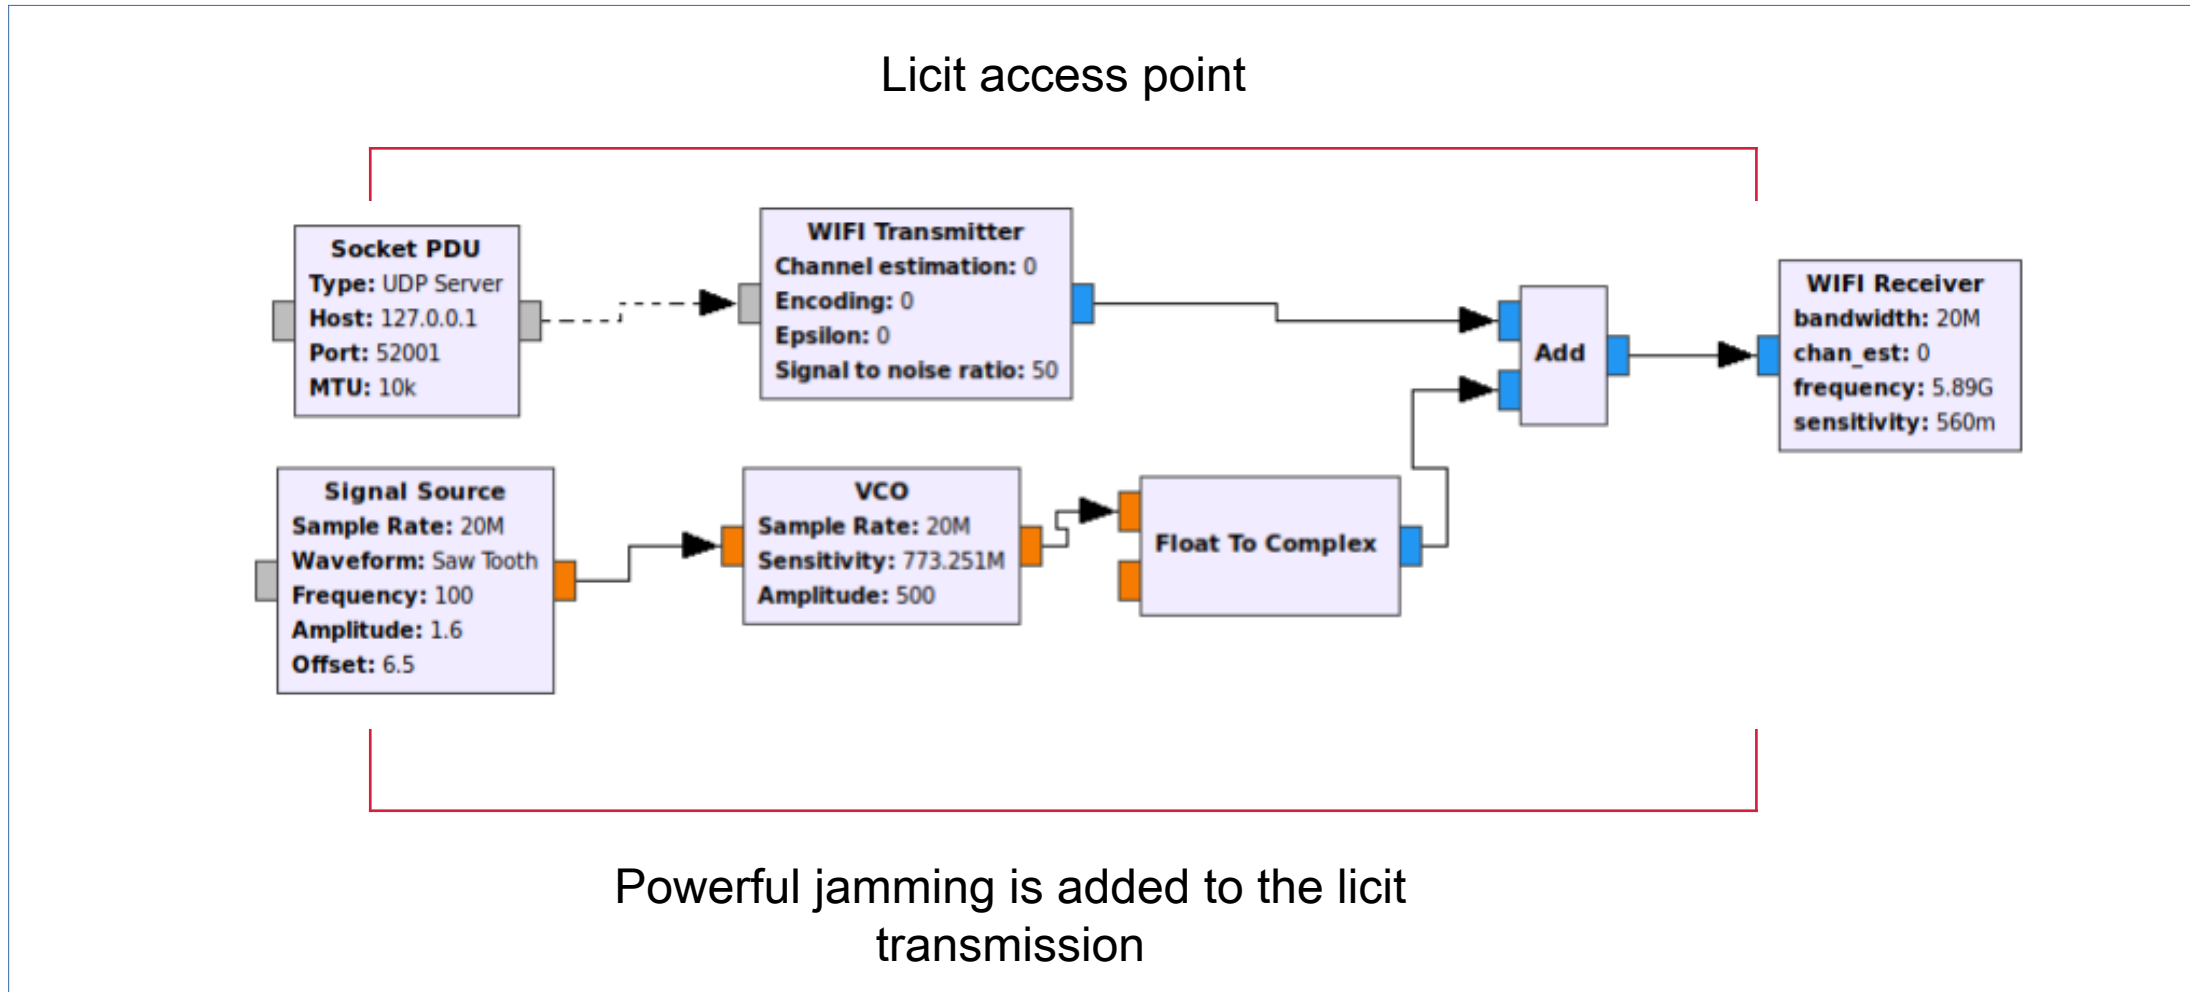 Licit access point
Socket PDU
Type: UDP Server
Host: 127.0.0.1
Port: 52001
MTU: 10k
WIFI Transmitter
Channel estimation: 0
Encoding: 0
Epsilon: 0
Signal to noise ratio: 50
Add
WIFI Receiver
bandwidth: 20M
chan_est: 0
frequency: 5.89G
sensitivity: 560m
Signal Source
Sample Rate: 20M
Waveform: Saw Tooth
Frequency: 100
Amplitude: 1.6
Offset: 6.5
VCO
Sample Rate: 20M
Sensitivity: 773.251M
Amplitude: 500
Float To Complex
Powerful jamming is added to the licit
transmission